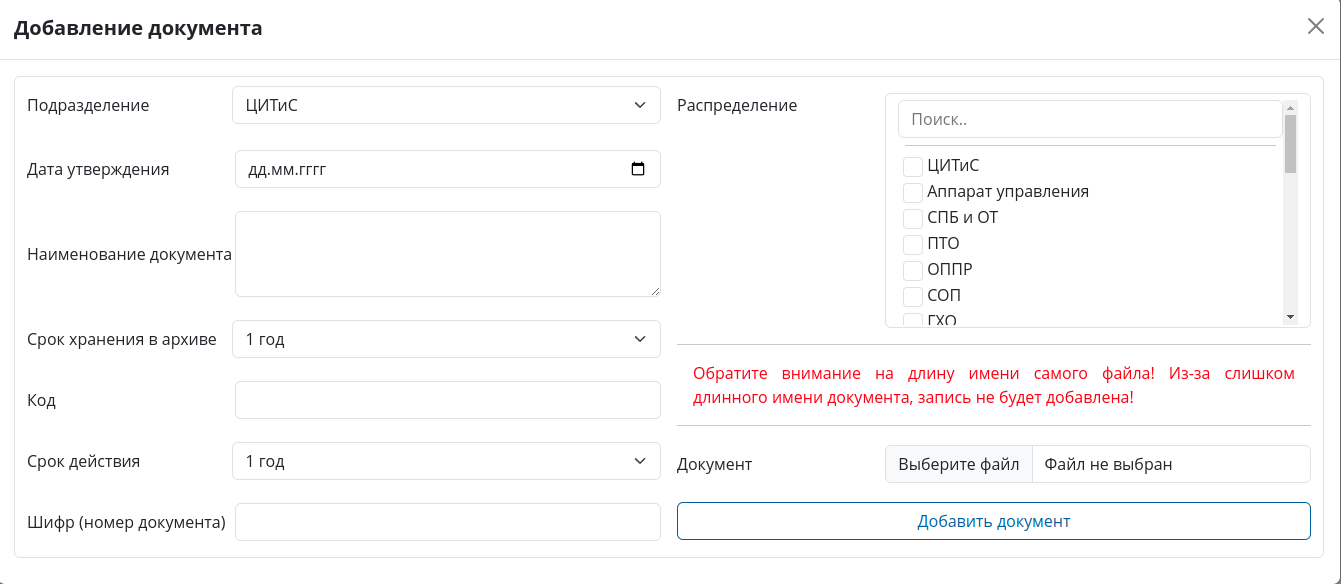 Добавление документа
Подразделение
ЦИТиС
Дата утверждения
дд.мм.гггг
Наименование документа
Срок хранения в архиве
1 год
Код
Срок действия
1 год
Шифр (номер документа)
Распределение
Поиск..
ЦИТиС
Аппарат управления
СПБ и ОТ
ПТО
ОППР
СОП
ГХО
Обратите внимание на длину имени самого файла! Из-за слишком
длинного имени документа, запись не будет добавлена!
Документ
Выберите файл
Файл не выбран
Добавить документ